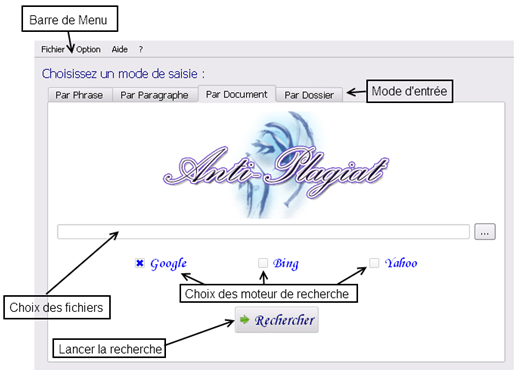 Barre de Menu
Fichier Option Aide ?
Choisissez un mode de saisie :
Par Phrase Par Paragraphe Par Document Par Dossier
Mode d'entrée
Anti-Plagiat
...
Google Bing Yahoo
Choix des moteur de recherche
Choix des fichiers
Rechercher
Lancer la recherche